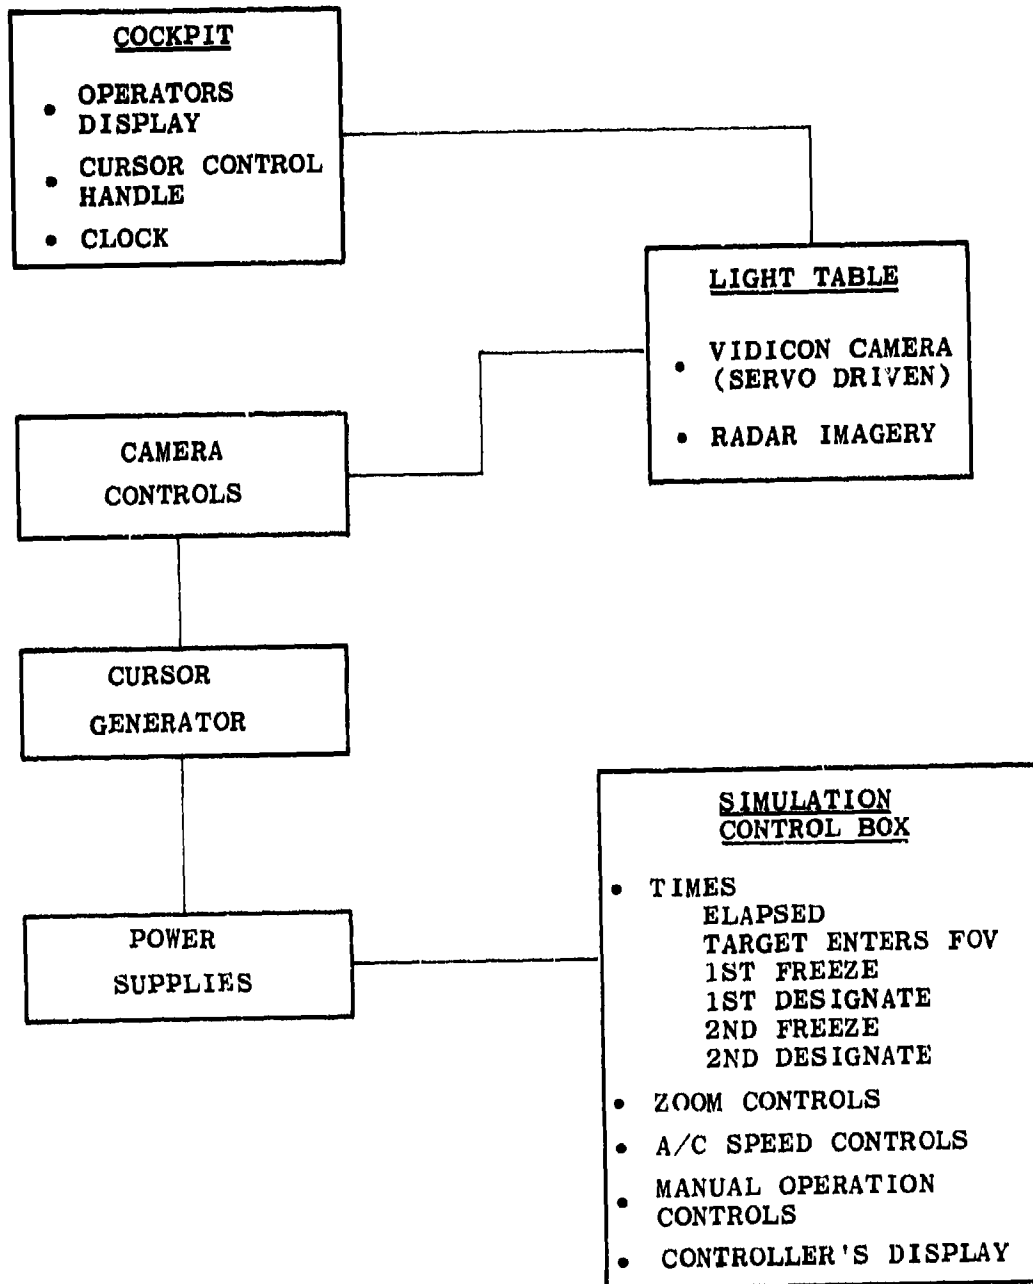 COCKPIT
• OPERATORS
DISPLAY
• CURSOR CONTROL
HANDLE
• CLOCK
LIGHT TABLE
• VIDICON CAMERA
(SERVO DRIVEN)
• RADAR IMAGERY
CAMERA
CONTROLS
CURSOR
GENERATOR
POWER
SUPPLIES
SIMULATION
CONTROL BOX
• TIMES
ELAPSED
TARGET ENTERS FOV
1ST FREEZE
1ST DESIGNATE
2ND FREEZE
2ND DESIGNATE
• ZOOM CONTROLS
• A/C SPEED CONTROLS
• MANUAL OPERATION
CONTROLS
• CONTROLLER'S DISPLAY